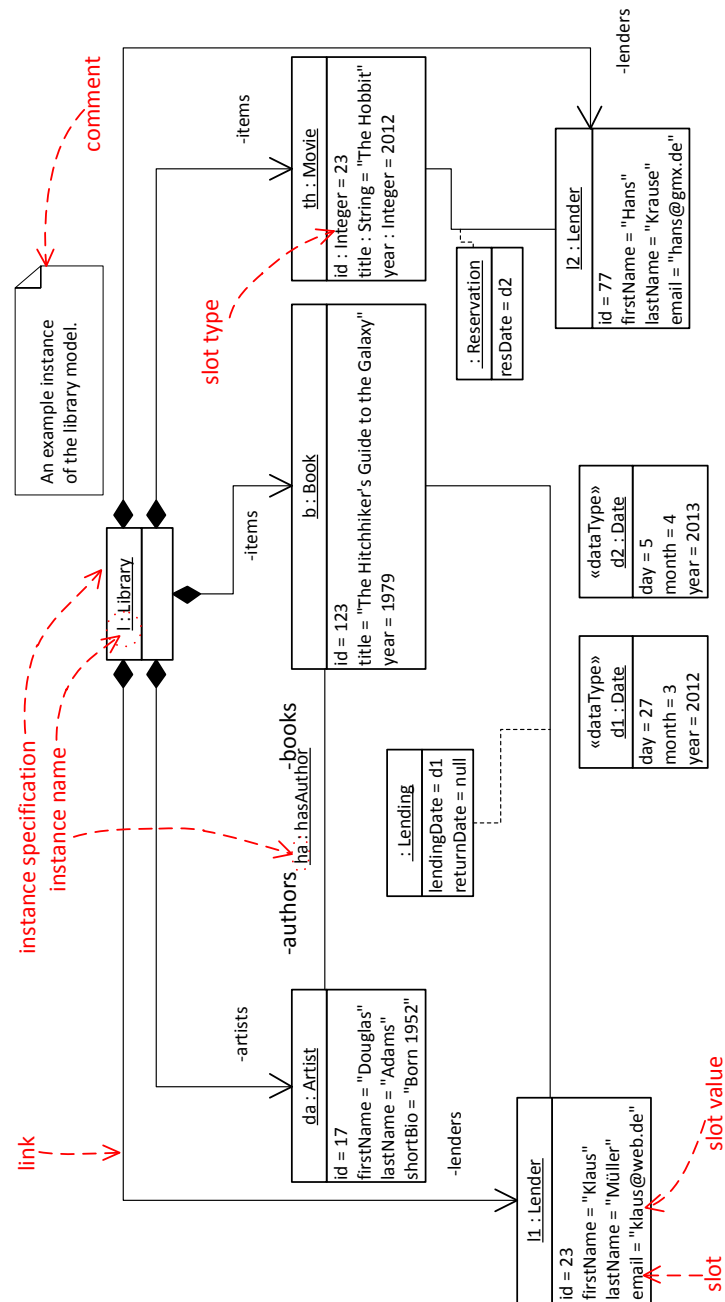 instance specification
instance name
comment
link
l : Library
An example instance
of the library model.
-artists
-items
-items
-authors
ha : hasAuthor
-books
da : Artist
id = 17
firstName = "Douglas"
lastName = "Adams"
shortBio = "Born 1952"
b : Book
id = 123
title = "The Hitchhiker's Guide to the Galaxy"
year = 1979
th : Movie
id : Integer = 23
title : String = "The Hobbit"
year : Integer = 2012
slot type
-lenders
: Lending
lendingDate = d1
returnDate = null
: Reservation
resDate = d2
l1 : Lender
id = 23
firstName = "Klaus"
lastName = "Müller"
email = "klaus@web.de"
«dataType»
d1 : Date
day = 27
month = 3
year = 2012
«dataType»
d2 : Date
day = 5
month = 4
year = 2013
l2 : Lender
id = 77
firstName = "Hans"
lastName = "Krause"
email = "hans@gmx.de"
-lenders
slot
slot value